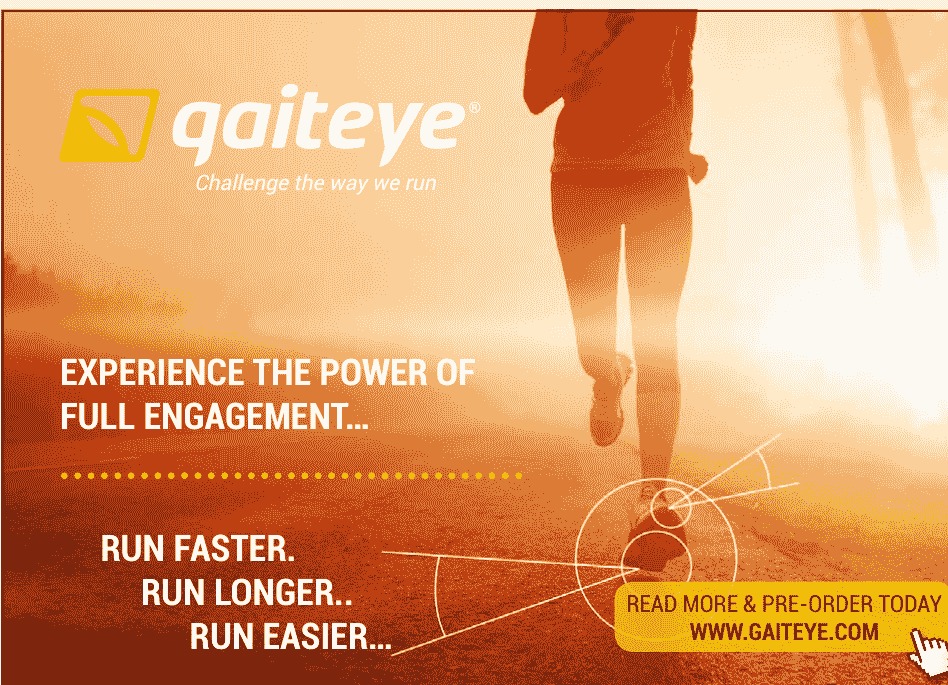 gaiteye®
Challenge the way we run
EXPERIENCE THE POWER OF
FULL ENGAGEMENT...
RUN FASTER.
RUN LONGER..
RUN EASIER...
READ MORE & PRE-ORDER TODAY
WWW.GAITEYE.COM